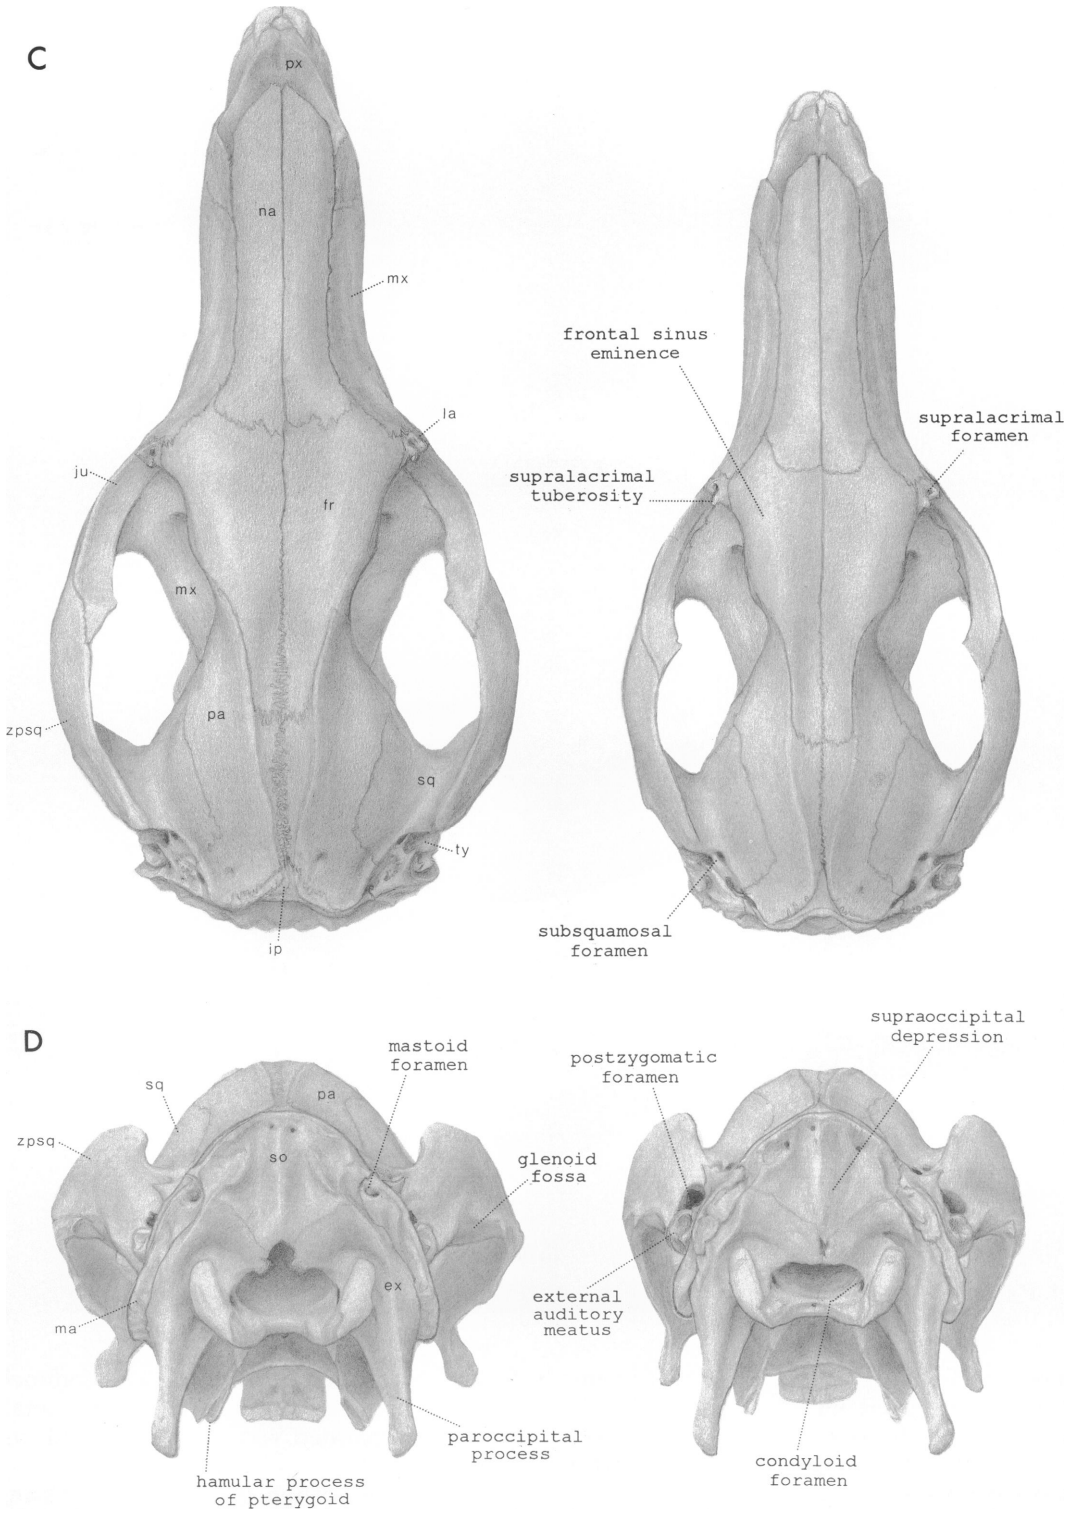 C
px
na
mx
frontal sinus
eminence
la
supralacrimal
foramen
ju
supralacrimal
tuberosity
fr
mx
pa
zpsq
sq
ty
subsquamosal
foramen
ip
D
supraoccipital
depression
mastoid
foramen
postzygomatic
foramen
sq
pa
zpsq
so
glenoid
fossa
ex
external
auditory
meatus
ma
paroccipital
process
condyloid
foramen
hamular process
of pterygoid